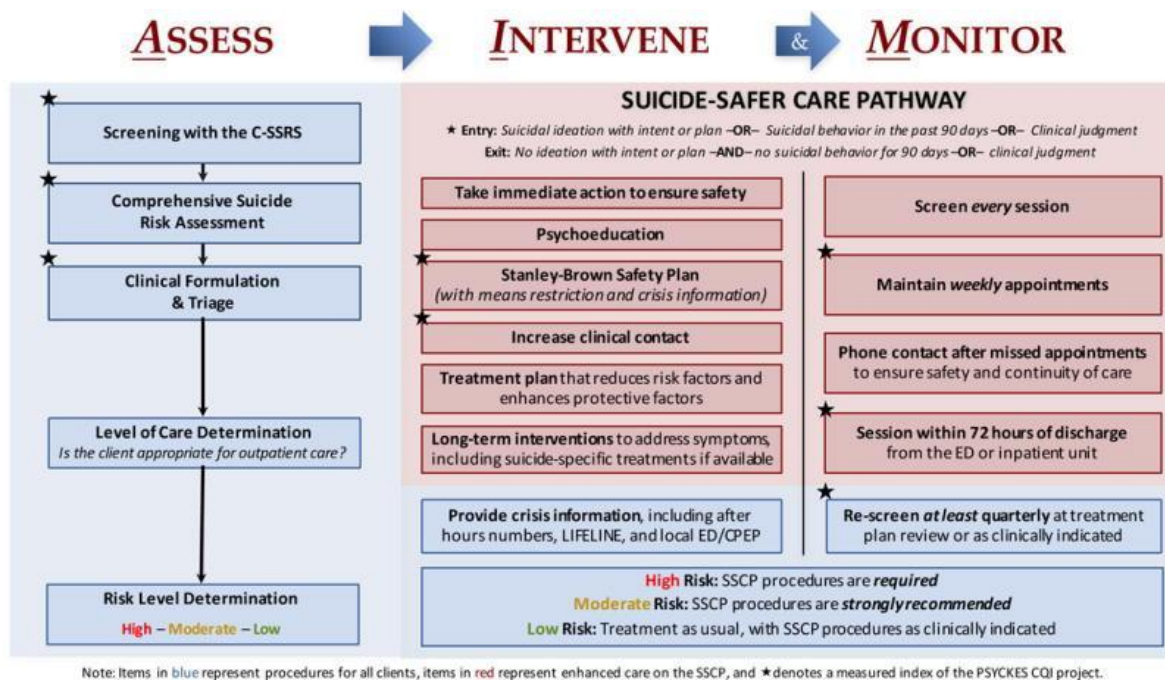 ASSESS
INTERVENE
&
MONITOR
★
Screening with the C-SSRS
★
Comprehensive Suicide
Risk Assessment
★
Clinical Formulation
& Triage
Level of Care Determination
Is the client appropriate for outpatient care?
Risk Level Determination
High – Moderate – Low
SUICIDE-SAFER CARE PATHWAY
★ Entry: Suicidal ideation with intent or plan –OR– Suicidal behavior in the past 90 days –OR– Clinical judgment
Exit: No ideation with intent or plan –AND– no suicidal behavior for 90 days –OR– clinical judgment
Take immediate action to ensure safety
Psychoeducation
★
Stanley-Brown Safety Plan
(with means restriction and crisis information)
★
Increase clinical contact
Treatment plan that reduces risk factors and
enhances protective factors
Long-term interventions to address symptoms,
including suicide-specific treatments if available
Provide crisis information, including after
hours numbers, LIFELINE, and local ED/CPEP
Screen every session
★
Maintain weekly appointments
Phone contact after missed appointments
to ensure safety and continuity of care
★
Session within 72 hours of discharge
from the ED or inpatient unit
★
Re-screen at least quarterly at treatment
plan review or as clinically indicated
High Risk: SSCP procedures are required
Moderate Risk: SSCP procedures are strongly recommended
Low Risk: Treatment as usual, with SSCP procedures as clinically indicated
Note: Items in blue represent procedures for all clients, items in red represent enhanced care on the SSCP, and ★ denotes a measured index of the PSYCKES CQI project.